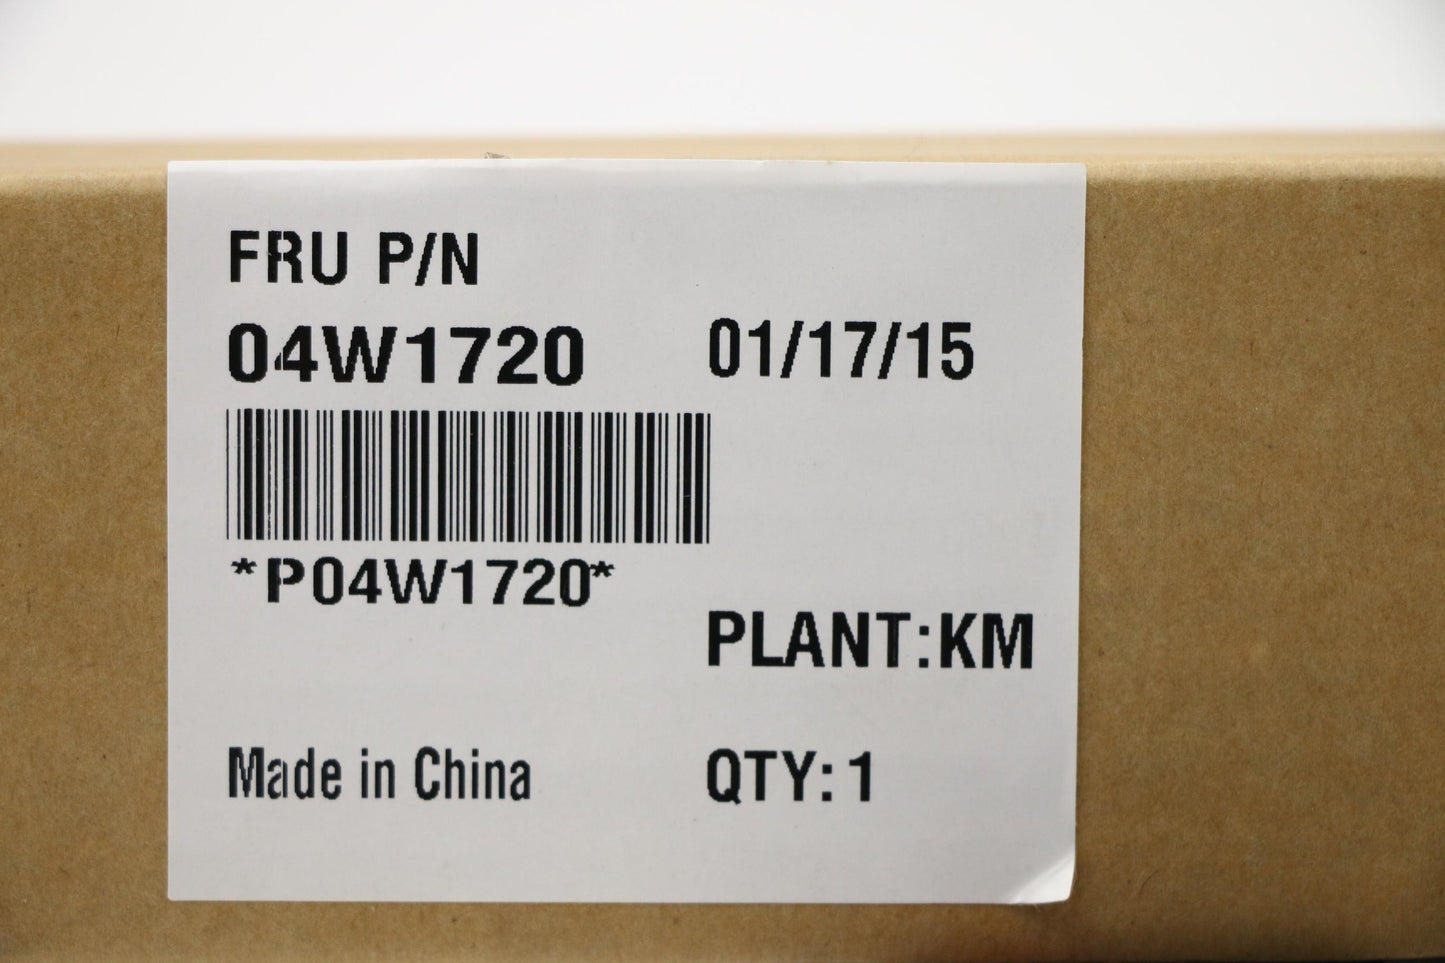 FRU P/N
04W1720 01/17/15
*P04W1720*
PLANT:KM
Made in China QTY: 1